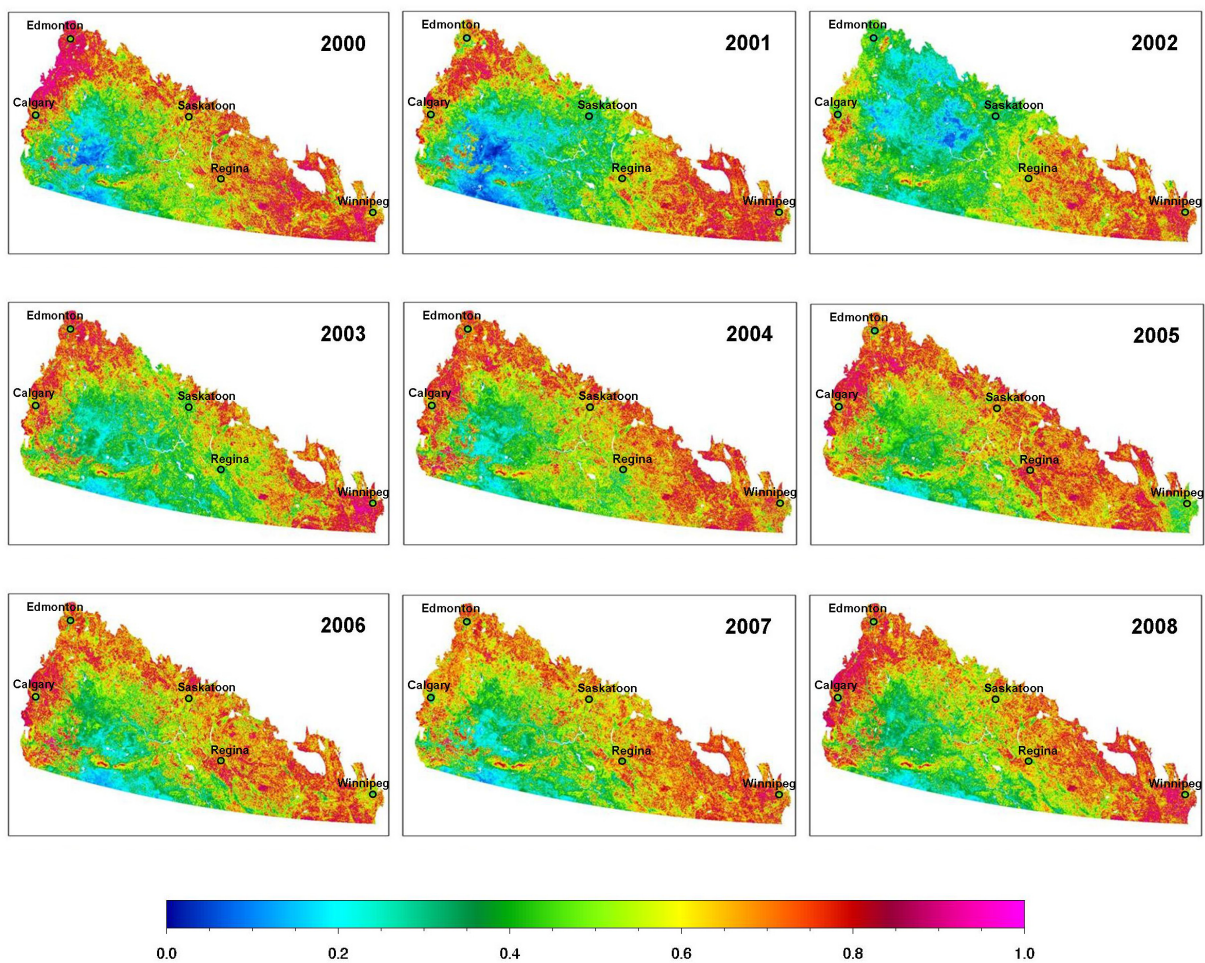 Edmonton
2000
Calgary
Saskatoon
Regina
Winnipeg
Edmonton
2001
Calgary
Saskatoon
Regina
Winnipeg
Edmonton
2002
Calgary
Saskatoon
Regina
Winnipeg
Edmonton
2003
Calgary
Saskatoon
Regina
Winnipeg
Edmonton
2004
Calgary
Saskatoon
Regina
Winnipeg
Edmonton
2005
Calgary
Saskatoon
Regina
Winnipeg
Edmonton
2006
Calgary
Saskatoon
Regina
Winnipeg
Edmonton
2007
Calgary
Saskatoon
Regina
Winnipeg
Edmonton
2008
Calgary
Saskatoon
Regina
Winnipeg
0.0 0.2 0.4 0.6 0.8 1.0